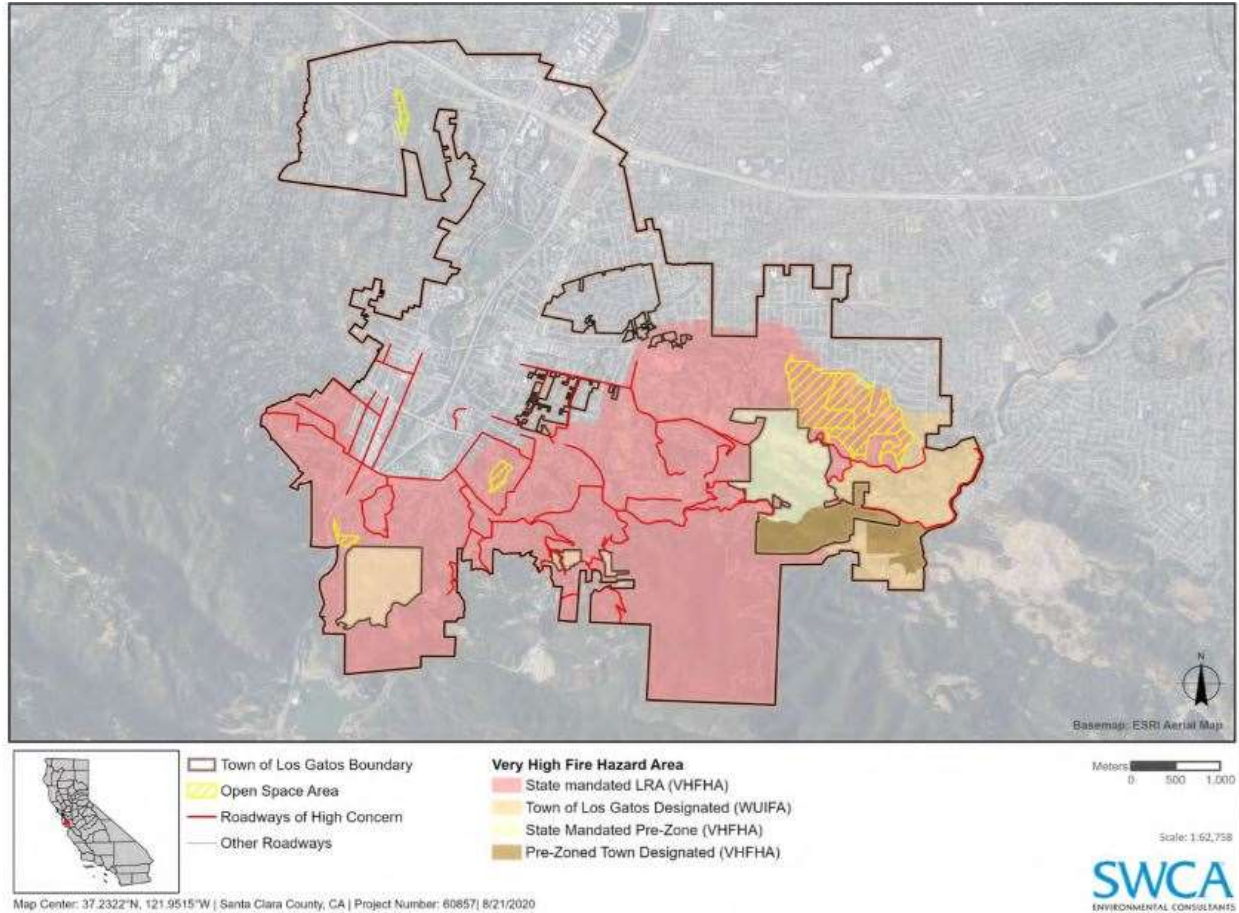 N
Basemap: ESRI Aerial Map
Town of Los Gatos Boundary
Open Space Area
Roadways of High Concern
Other Roadways
Very High Fire Hazard Area
State mandated LRA (VHFHA)
Town of Los Gatos Designated (WUIFA)
State Mandated Pre-Zone (VHFHA)
Pre-Zoned Town Designated (VHFHA)
Meters
0 500 1,000
Scale: 1:62,758
SWCA
ENVIRONMENTAL CONSULTANTS
Map Center: 37.2322°N, 121.9515°W | Santa Clara County, CA | Project Number: 60857| 8/21/2020